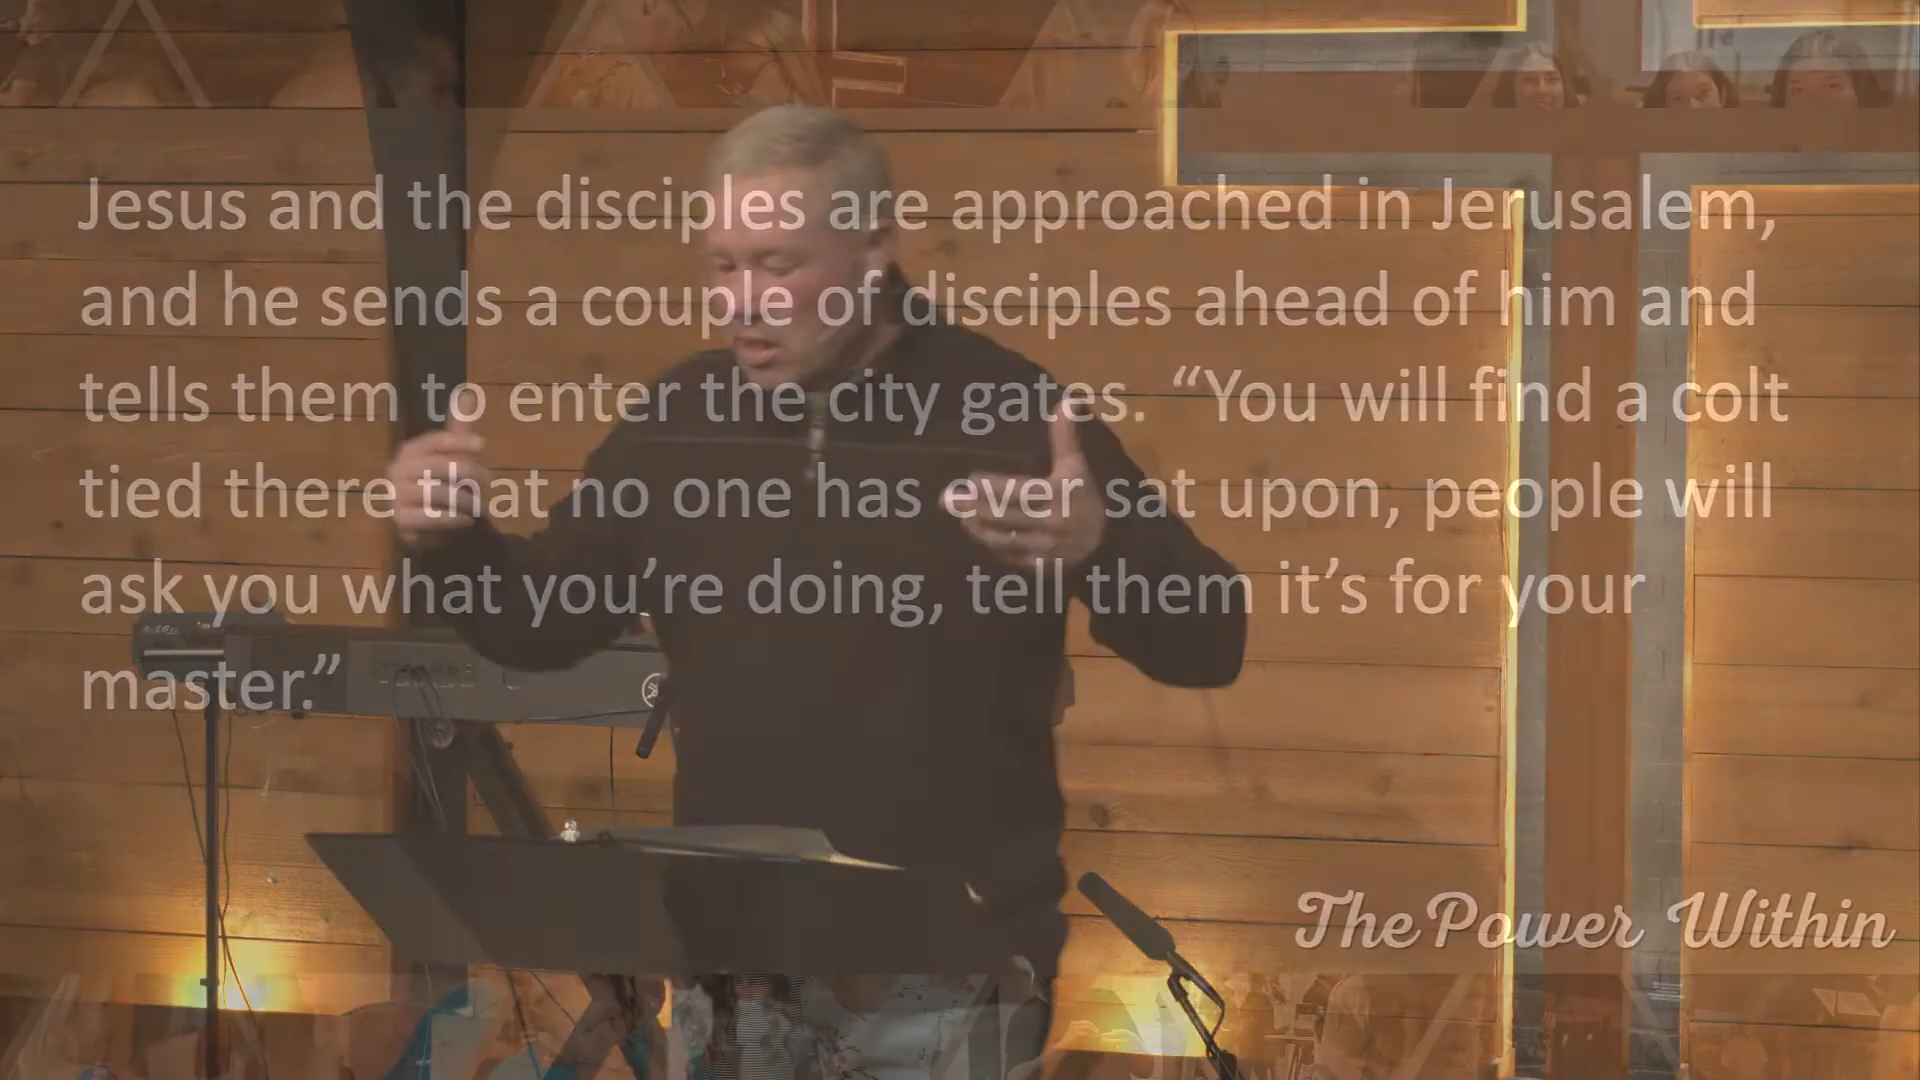 Jesus and the disciples are approached in Jerusalem,
and he sends a couple of disciples ahead of him and
tells them to enter the city gates. “You will find a colt
tied there that no one has ever sat upon, people will
ask you what you’re doing, tell them it’s for your
master.”
The Power Within